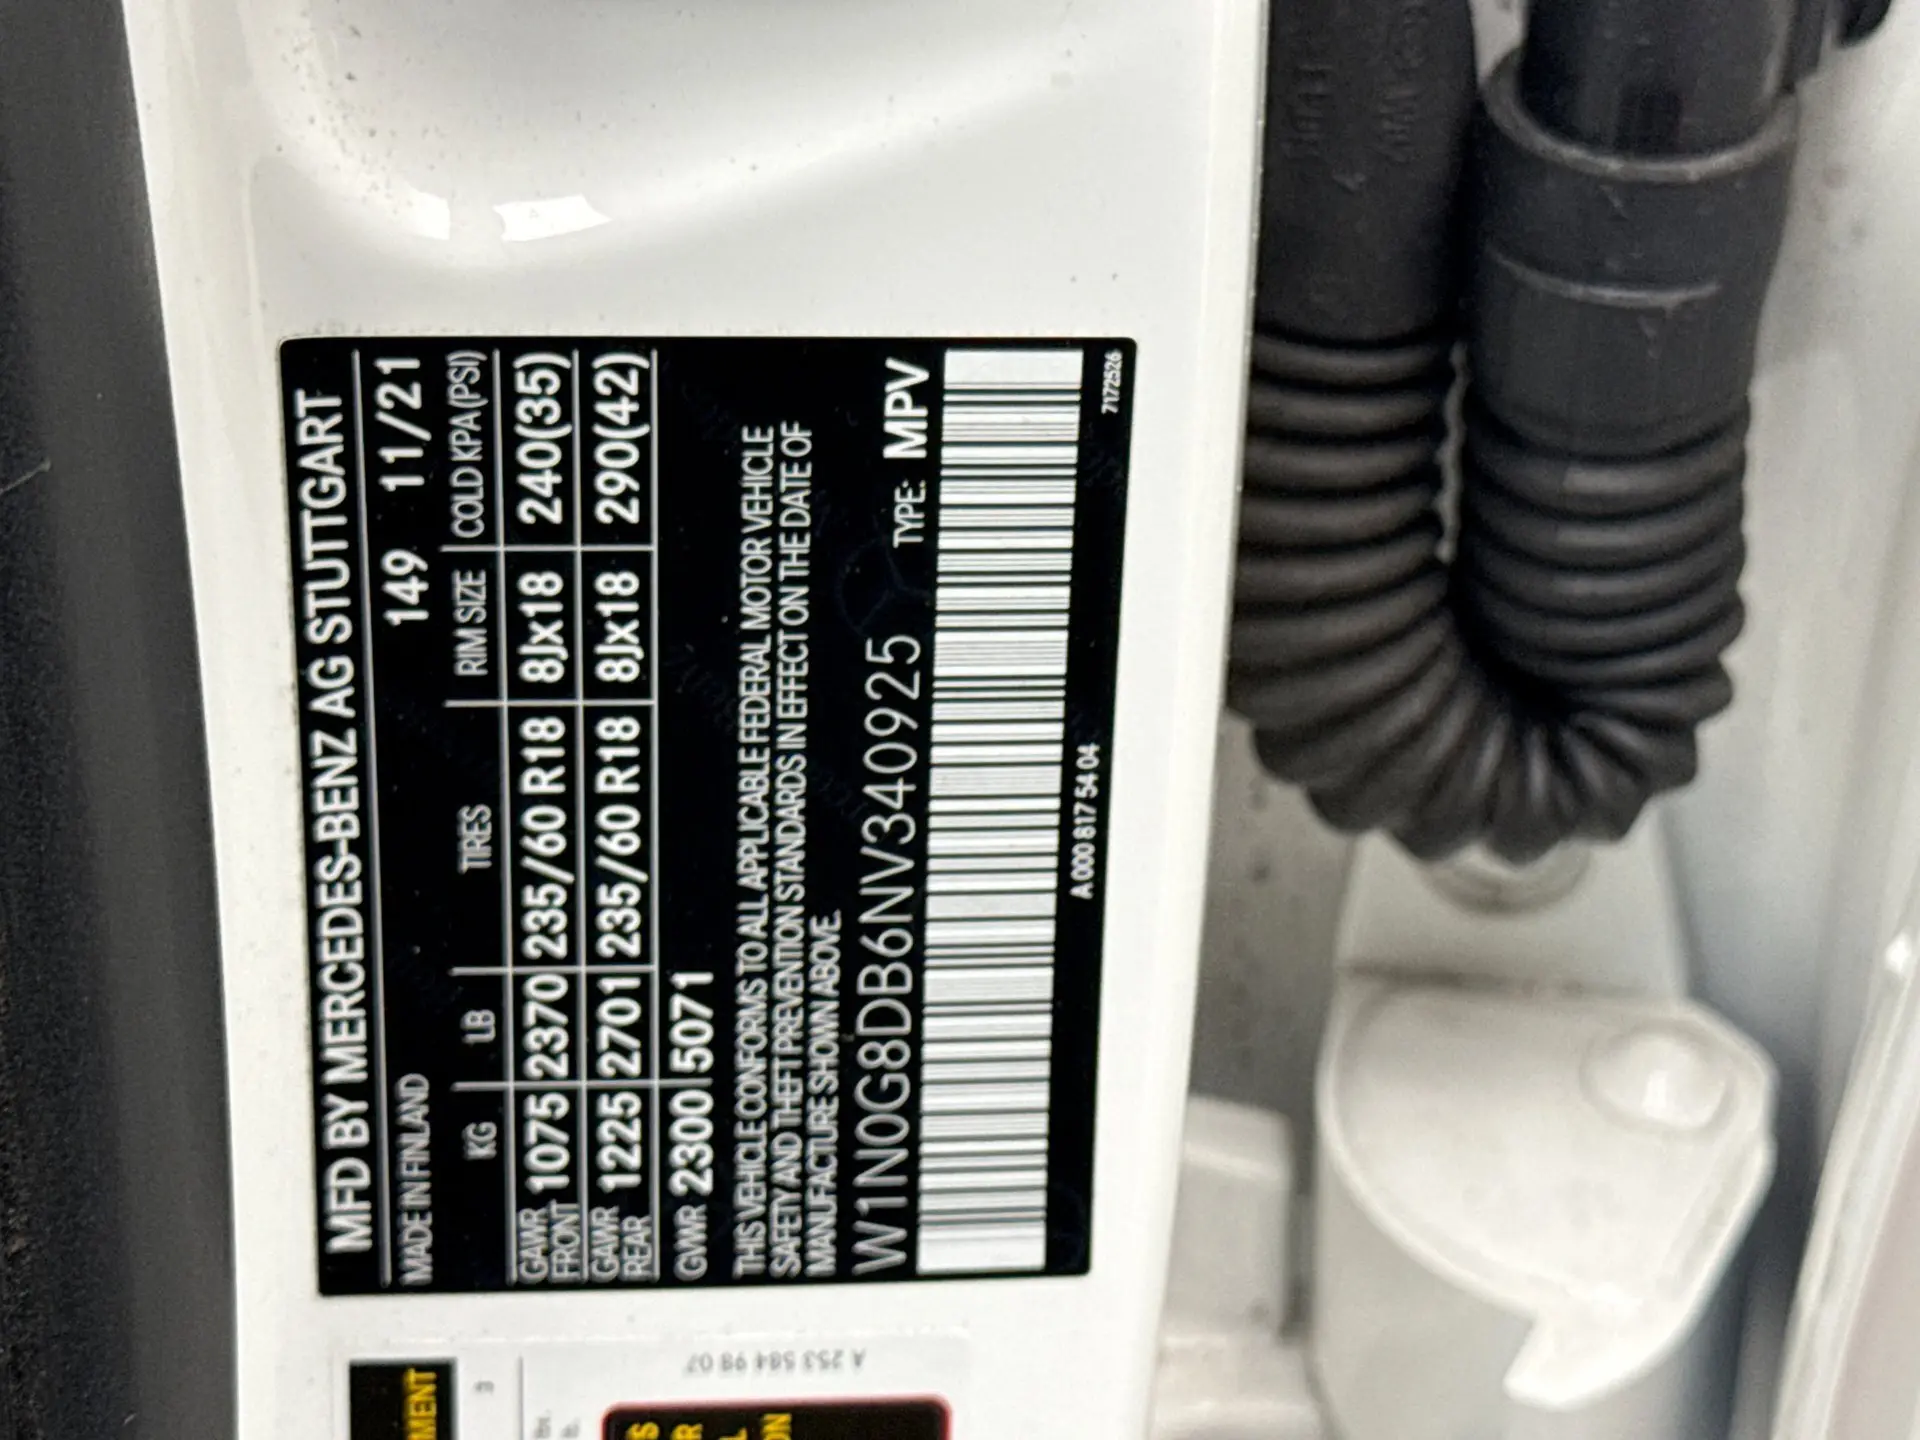 MFD BY MERCEDES-BENZ AG STUTTGART
MADE IN FINLAND 149 11/21
KG LB TIRES RIM SIZE COLD KPA(PSI)
GAWR FRONT 1075 2370 235/60 R18 8Jx18 240(35)
GAWR REAR 1225 2701 235/60 R18 8Jx18 290(42)
GVWR 2300 5071
THIS VEHICLE CONFORMS TO ALL APPLICABLE FEDERAL MOTOR VEHICLE
SAFETY AND THEFT PREVENTION STANDARDS IN EFFECT ON THE DATE OF
MANUFACTURE SHOWN ABOVE.
W1N0G8DB6NV340925 TYPE: MPV
A 000 817 54 04 7172526
A 253 584 98 07